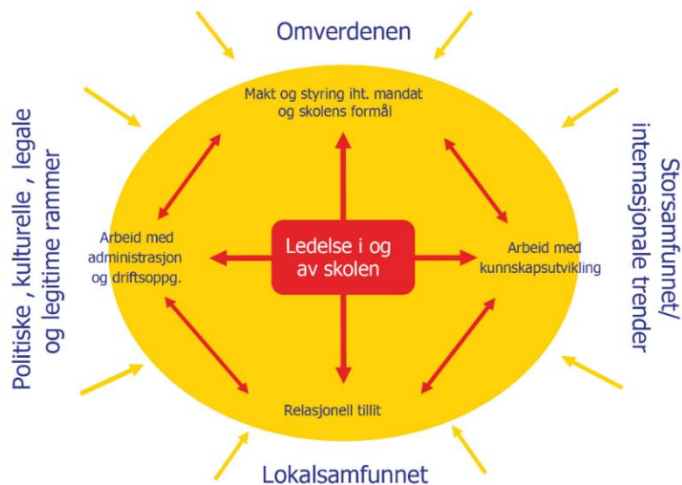 Omverdenen
Makt og styring iht. mandat
og skolens formål
Politiske , kulturelle , legale
og legitime rammer
Storsamfunnet/
internasjonale trender
Arbeid med
administrasjon
og driftsoppg.
Ledelse i og
av skolen
Arbeid med
kunnskapsutvikling
Relasjonell tillit
Lokalsamfunnet